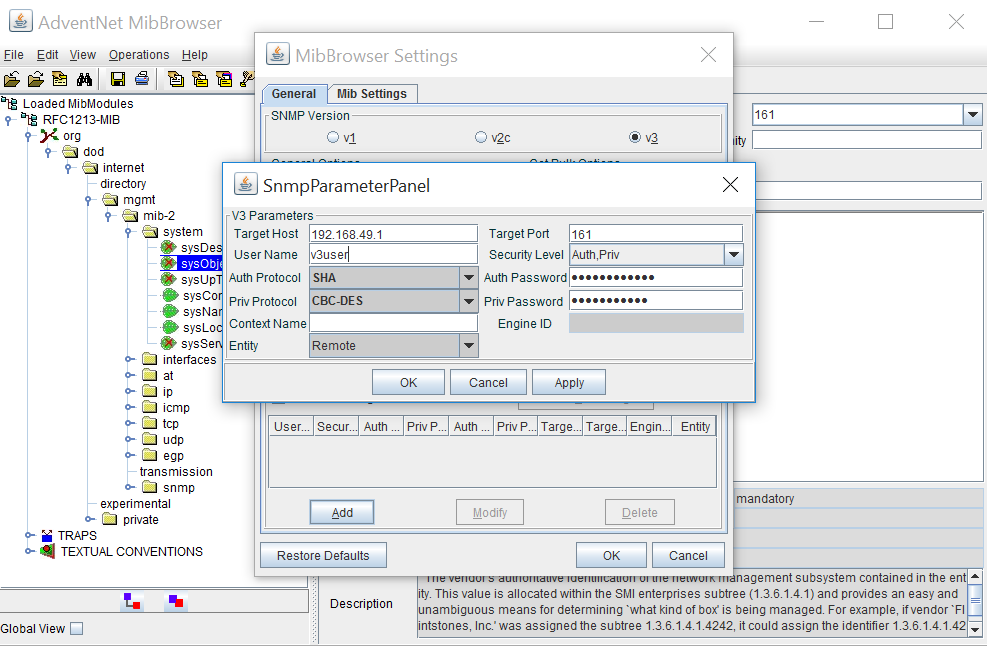 AdventNet MibBrowser
File Edit View Operations Help
Loaded MibModules
RFC1213-MIB
org
dod
internet
directory
mgmt
mib-2
system
sysDes
sysObje
sysUpT
sysCor
sysNar
sysLoc
sysSer
interfaces
at
ip
icmp
tcp
udp
egp
transmission
snmp
experimental
private
TRAPS
TEXTUAL CONVENTIONS
Global View
MibBrowser Settings
General Mib Settings
SNMP Version
v1 v2c v3
161
ity
SnmpParameterPanel
V3 Parameters
Target Host 192.168.49.1 Target Port 161
User Name v3user Security Level Auth,Priv
Auth Protocol SHA Auth Password ●●●●●●●●●●●●
Priv Protocol CBC-DES Priv Password ●●●●●●●●●●●
Context Name Engine ID
Entity Remote
OK Cancel Apply
User... Secur... Auth ... Priv P... Auth ... Priv P... Targe... Targe... Engin... Entity
Add Modify Delete
Restore Defaults OK Cancel
mandatory
Description
The vendor's authoritative identification of the network management subsystem contained in the ent
ity. This value is allocated within the SMI enterprises subtree (1.3.6.1.4.1) and provides an easy and
unambiguous means for determining `what kind of box' is being managed. For example, if vendor `Fl
intstones, Inc.' was assigned the subtree 1.3.6.1.4.1.4242, it could assign the identifier 1.3.6.1.4.1.42